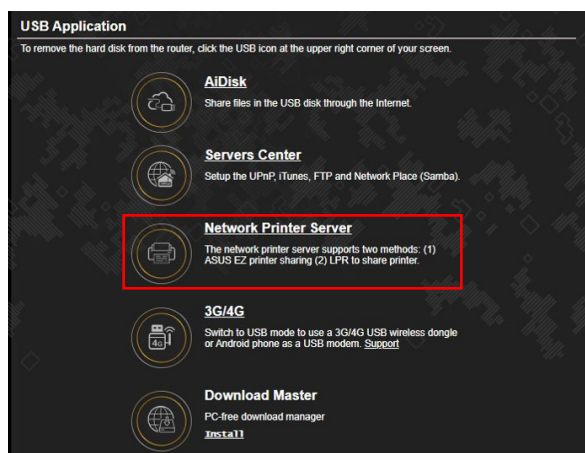 USB Application
To remove the hard disk from the router, click the USB icon at the upper right corner of your screen.
AiDisk
Share files in the USB disk through the Internet.
Servers Center
Setup the UPnP, iTunes, FTP and Network Place (Samba).
Network Printer Server
The network printer server supports two methods: (1)
ASUS EZ printer sharing (2) LPR to share printer.
3G/4G
4G
Switch to USB mode to use a 3G/4G USB wireless dongle
or Android phone as a USB modem. Support
Download Master
PC-free download manager
Install